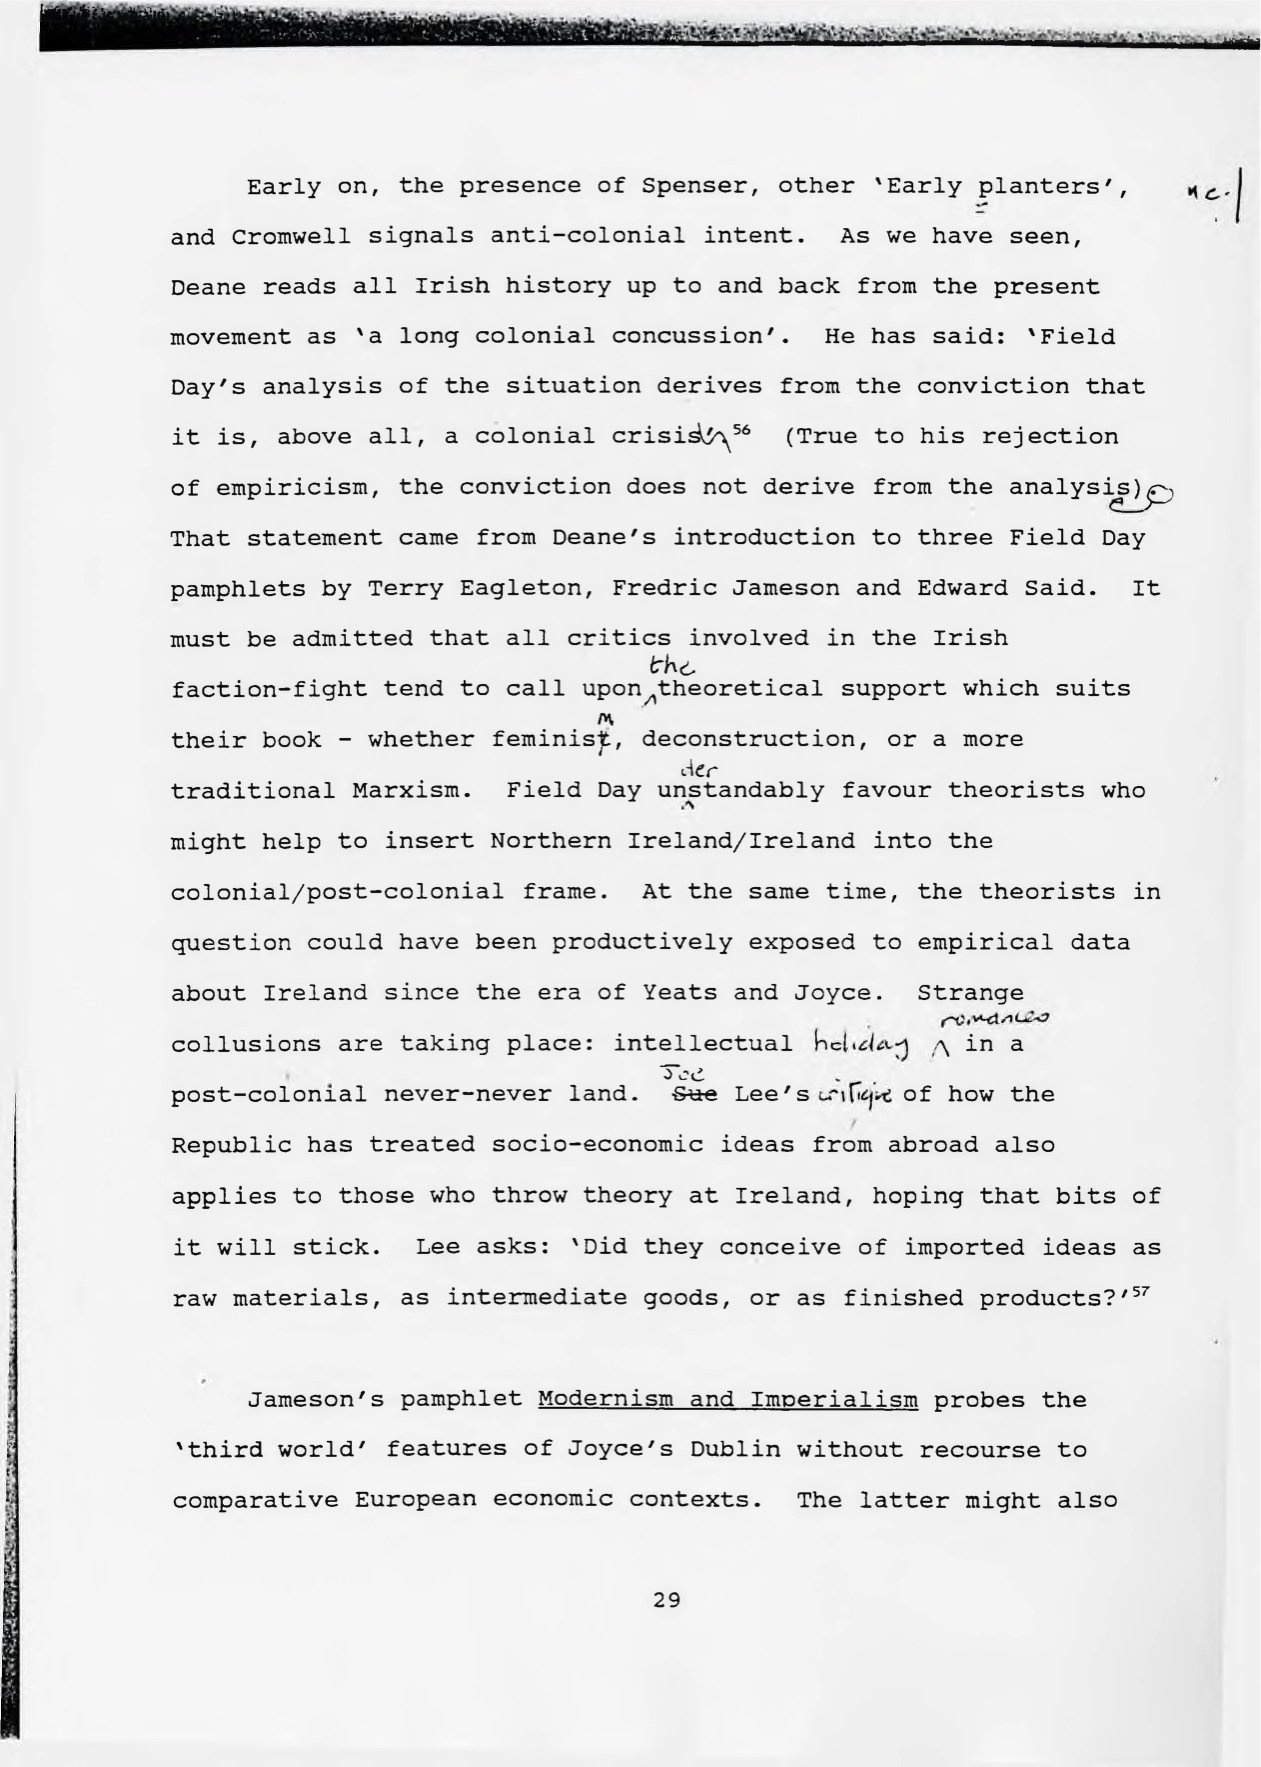 Early on, the presence of Spenser, other ‛Early planters’,
nc.
and Cromwell signals anti-colonial intent. As we have seen,
Deane reads all Irish history up to and back from the present
movement as ‛a long colonial concussion’. He has said: ‛Field
Day's analysis of the situation derives from the conviction that
it is, above all, a colonial crisis’⁵⁶ (True to his rejection
of empiricism, the conviction does not derive from the analysis)
That statement came from Deane's introduction to three Field Day
pamphlets by Terry Eagleton, Fredric Jameson and Edward Said. It
must be admitted that all critics involved in the Irish
the
faction-fight tend to call upon theoretical support which suits
m
their book - whether feminist, deconstruction, or a more
der
traditional Marxism. Field Day unstandably favour theorists who
might help to insert Northern Ireland/Ireland into the
colonial/post-colonial frame. At the same time, the theorists in
question could have been productively exposed to empirical data
about Ireland since the era of Yeats and Joyce. Strange
romances
collusions are taking place: intellectual holiday in a
Joe
post-colonial never-never land. Sue Lee's critique of how the
Republic has treated socio-economic ideas from abroad also
applies to those who throw theory at Ireland, hoping that bits of
it will stick. Lee asks: ‛Did they conceive of imported ideas as
raw materials, as intermediate goods, or as finished products?’⁵⁷
Jameson's pamphlet Modernism and Imperialism probes the
‛third world’ features of Joyce's Dublin without recourse to
comparative European economic contexts. The latter might also
29